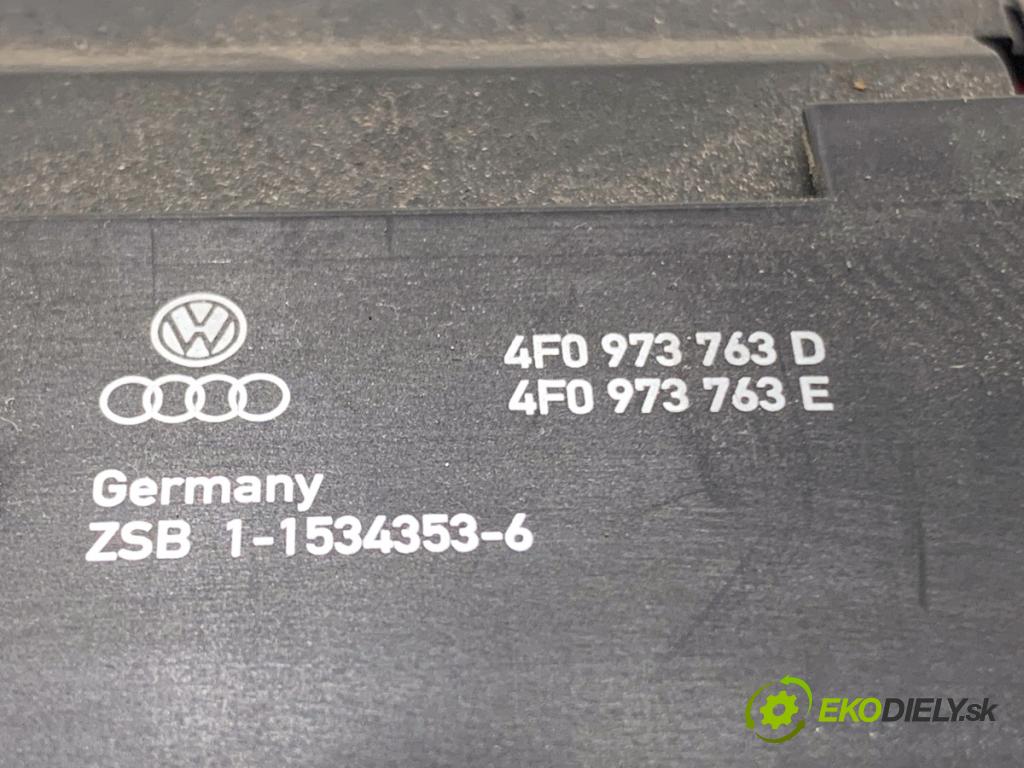 4F0 973 763 D
4F0 973 763 E
Germany
ZSB 1-1534353-6
EKODIELY.sk